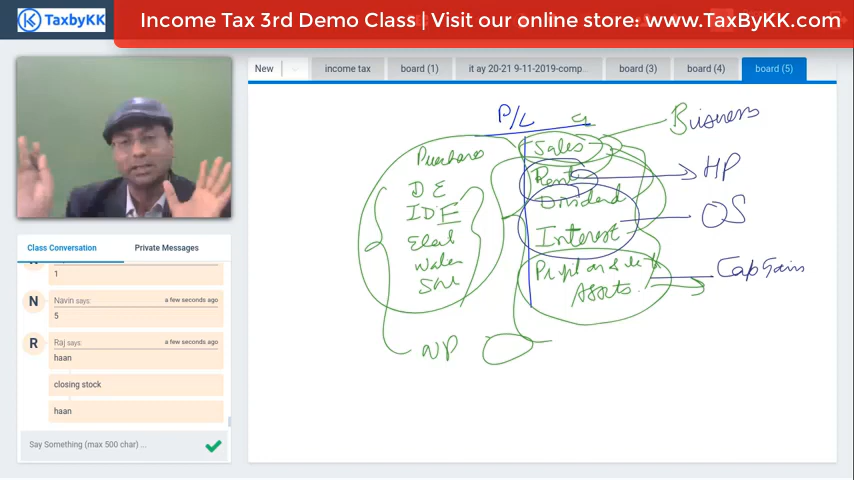 Income Tax 3rd Demo Class | Visit our online store: www.TaxByKK.com
K TaxbyKK
New
income tax
board (1)
it ay 20-21 9-11-2019-comp...
board (3)
board (4)
board (5)
P/L
Business
Purchases
Sales
D E
Rent
HP
I D E
Dividend
OS
Elect
Interest
Water
Cap Gains
Assets
NP
Class Conversation
Private Messages
1
N
Navin says:
a few seconds ago
5
R
Raj says:
a few seconds ago
haan
closing stock
haan
Say Something (max 500 char) ...